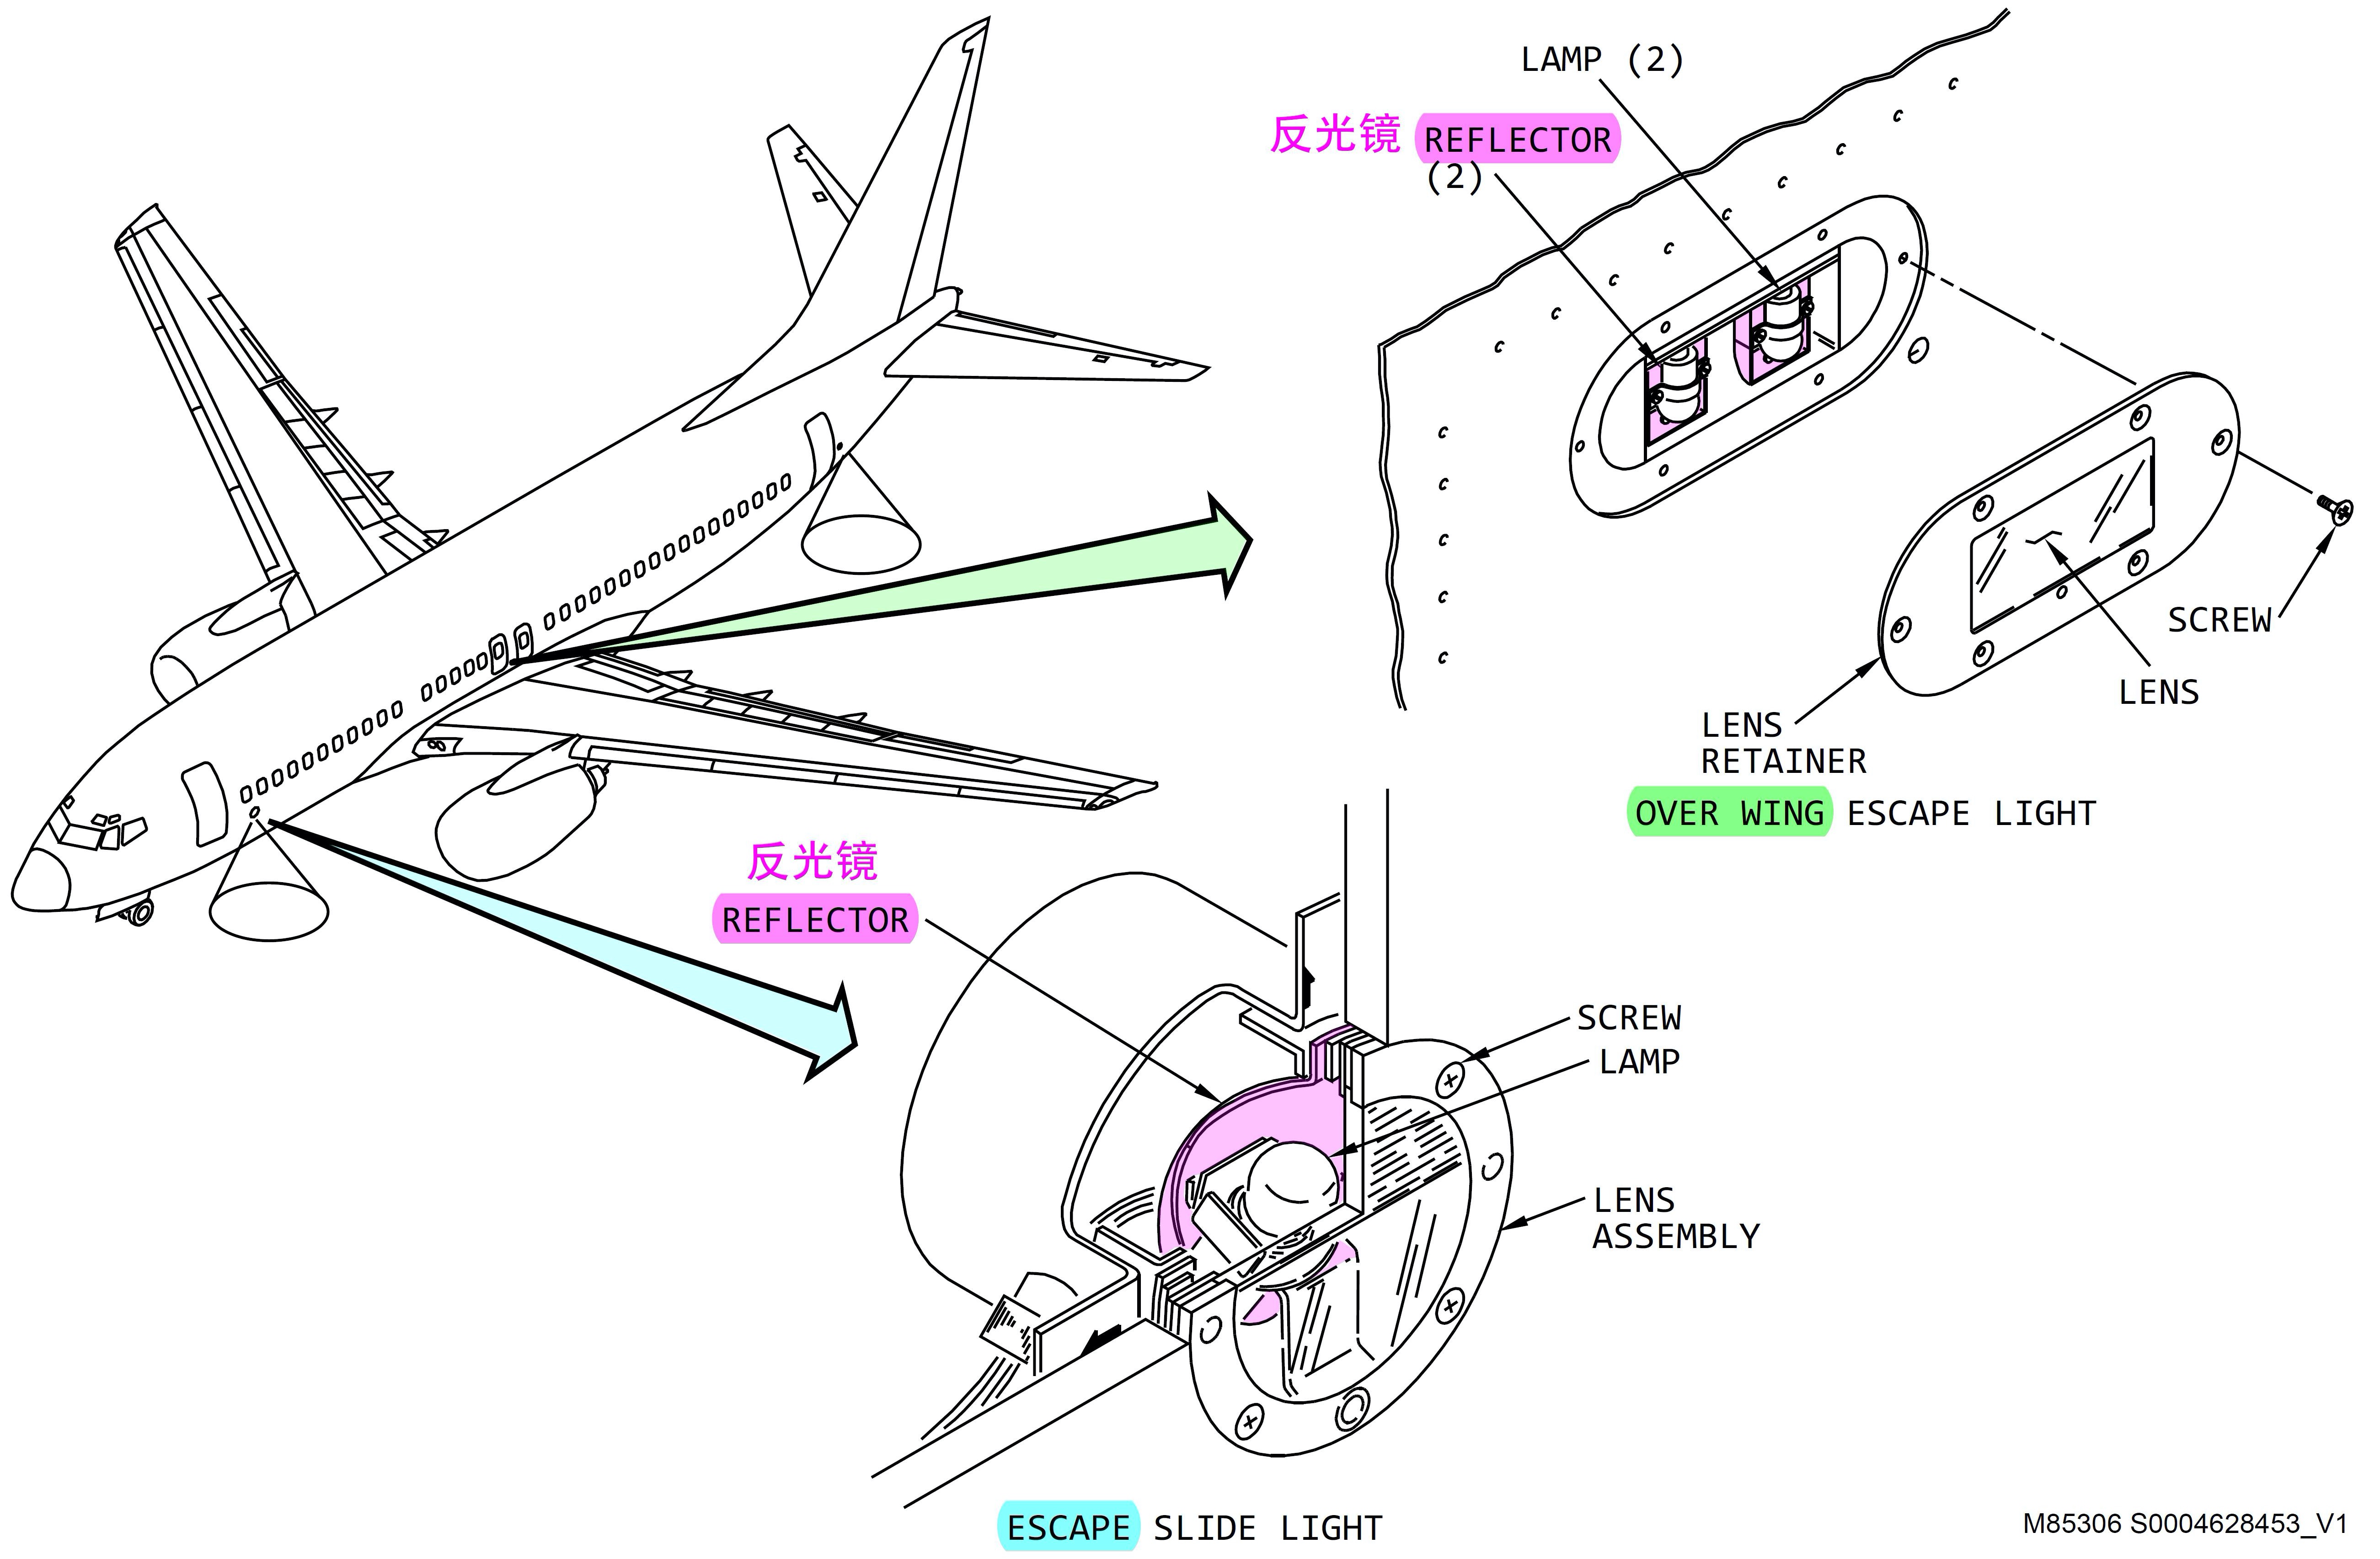 LAMP (2)
反光镜 REFLECTOR
(2)
SCREW
LENS
LENS
RETAINER
OVER WING ESCAPE LIGHT
反光镜
REFLECTOR
SCREW
LAMP
LENS
ASSEMBLY
ESCAPE SLIDE LIGHT
M85306 S0004628453_V1